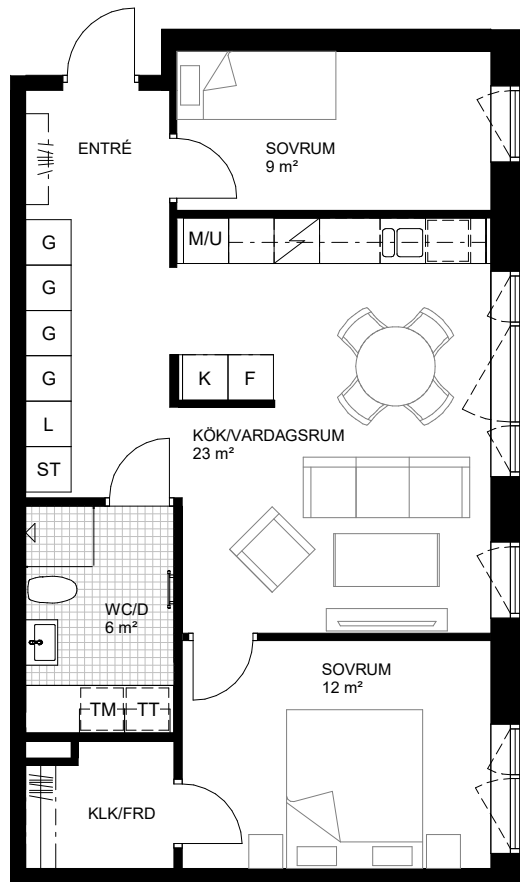 ENTRÉ
SOVRUM
9 m²
G
G
G
G
L
ST
M/U
K
F
KÖK/VARDAGSRUM
23 m²
WC/D
6 m²
TM
TT
SOVRUM
12 m²
KLK/FRD